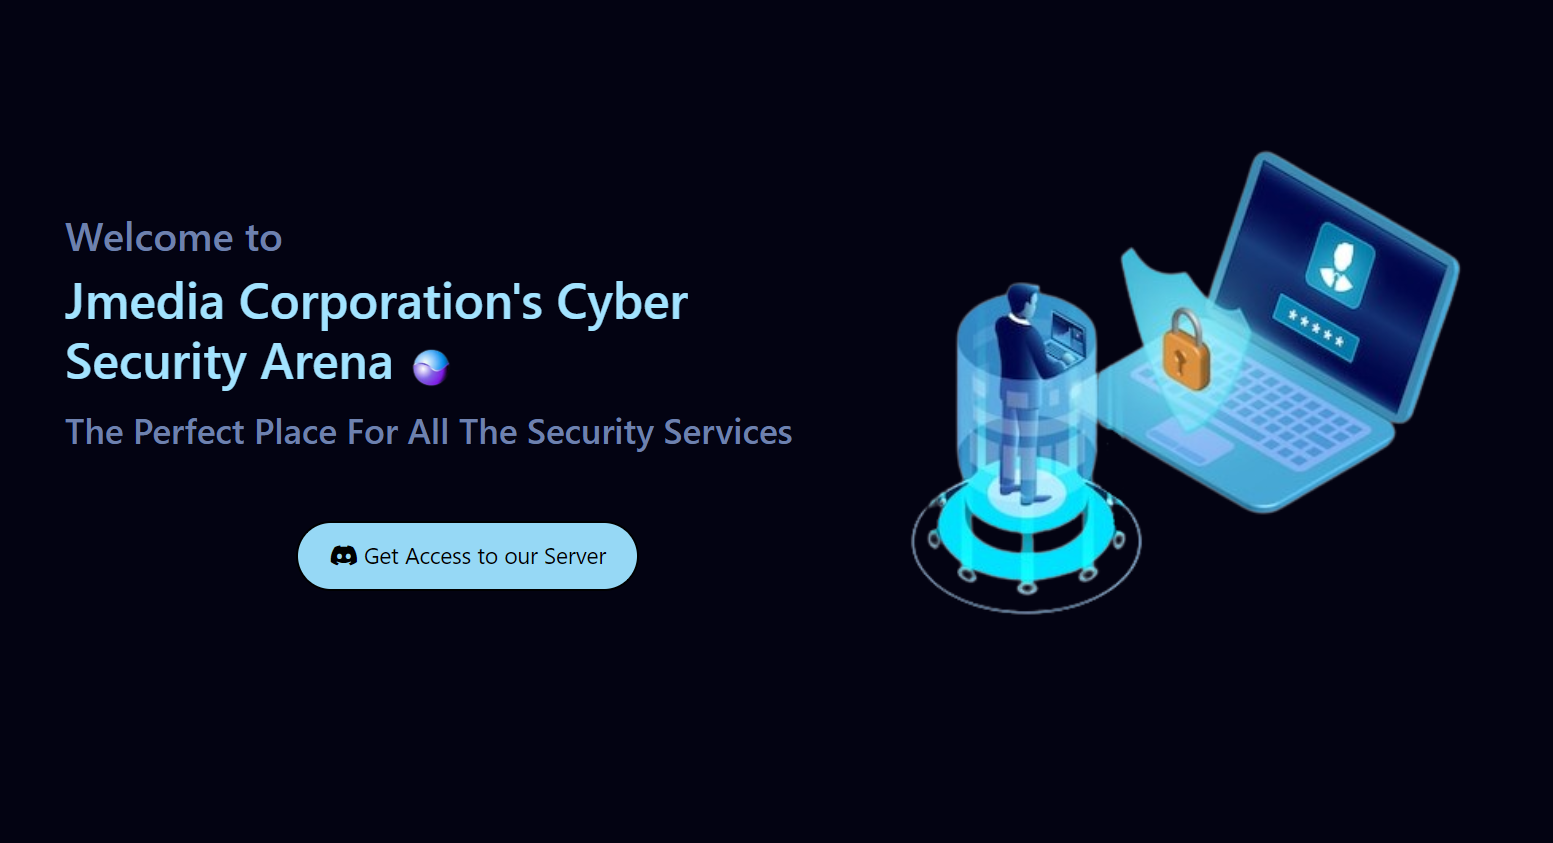 Welcome to
Jmedia Corporation's Cyber
Security Arena
The Perfect Place For All The Security Services
Get Access to our Server
*****